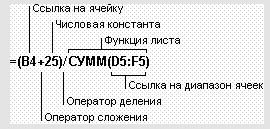 Ссылка на ячейку
Числовая константа
Функция листа
=(B4+25)/СУММ(D5:F5)
Ссылка на диапазон ячеек
Оператор деления
Оператор сложения